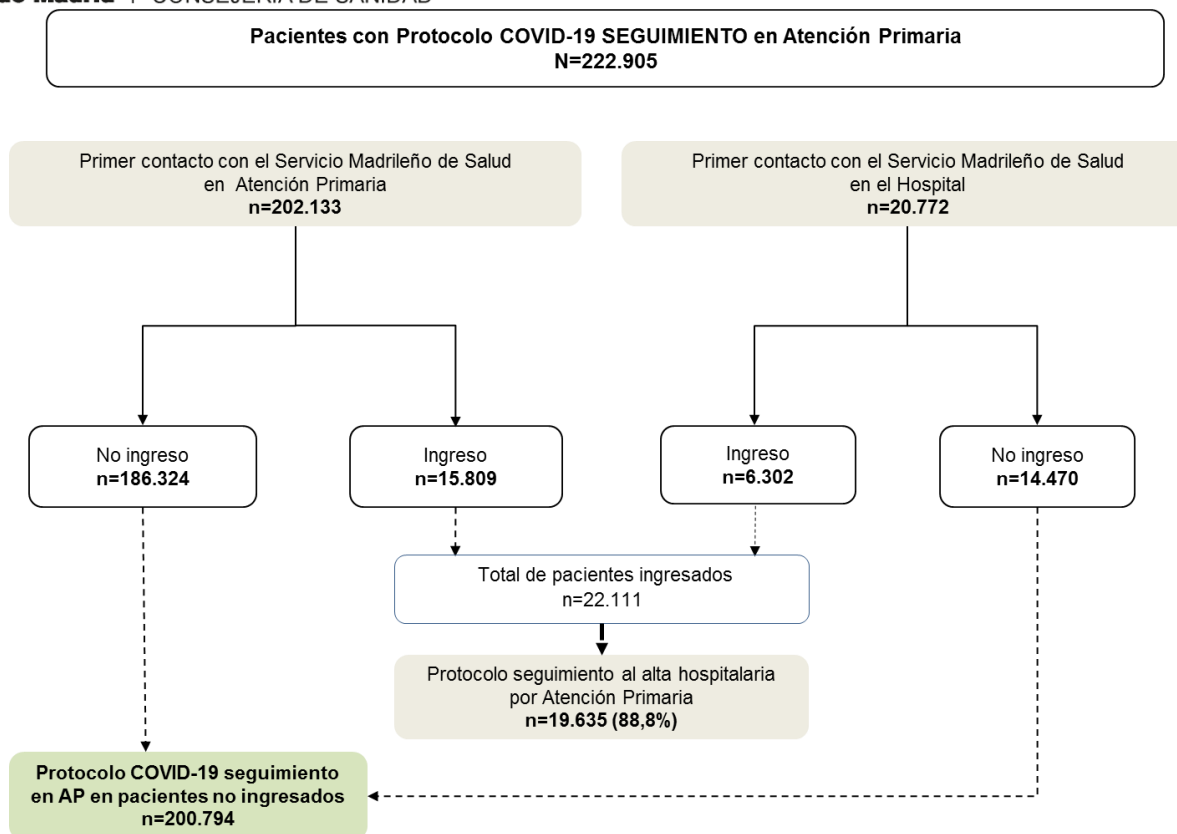 Pacientes con Protocolo COVID-19 SEGUIMIENTO en Atención Primaria
N=222.905
Primer contacto con el Servicio Madrileño de Salud
en Atención Primaria
n=202.133
Primer contacto con el Servicio Madrileño de Salud
en el Hospital
n=20.772
No ingreso
n=186.324
Ingreso
n=15.809
Ingreso
n=6.302
No ingreso
n=14.470
Total de pacientes ingresados
n=22.111
Protocolo seguimiento al alta hospitalaria
por Atención Primaria
n=19.635 (88,8%)
Protocolo COVID-19 seguimiento
en AP en pacientes no ingresados
n=200.794